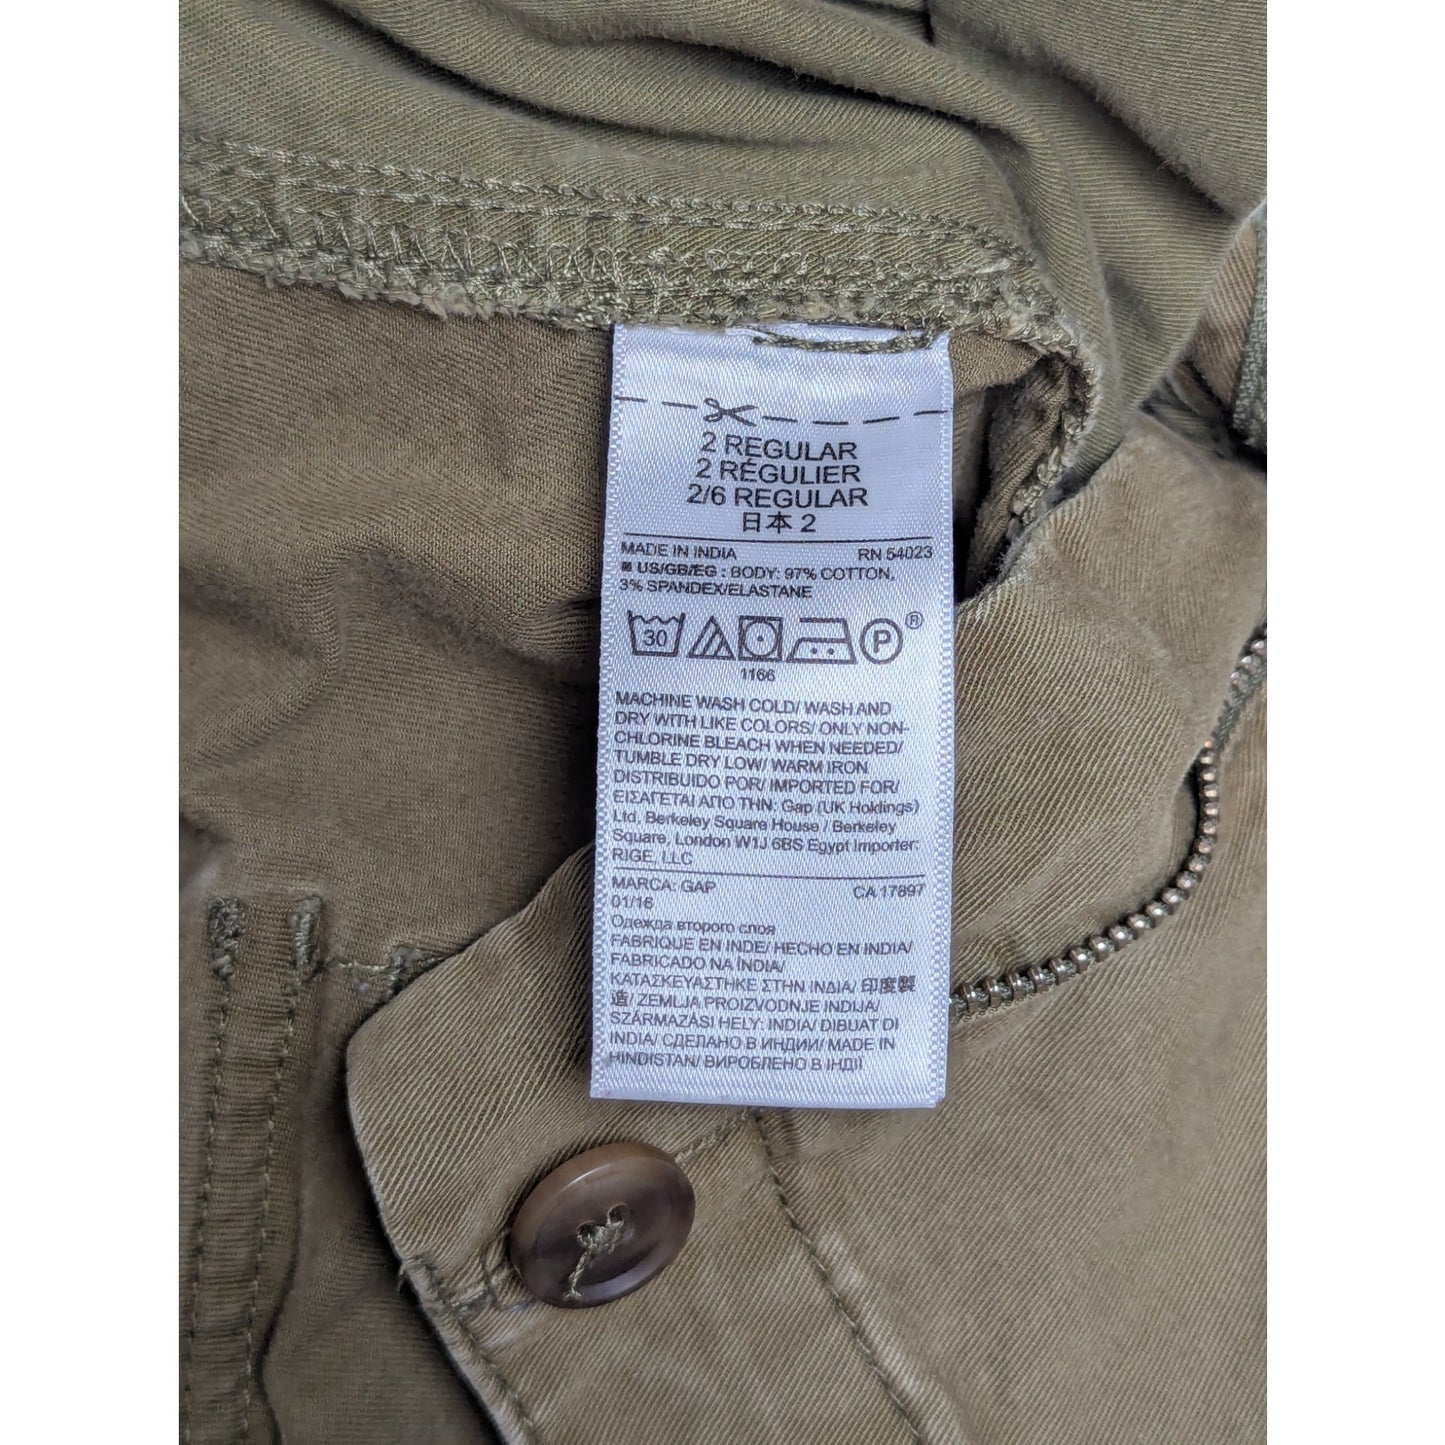 2 REGULAR
2 RÉGULIER
2/6 REGULAR
日本 2
MADE IN INDIA RN 54023
■ US/GB/EG : BODY: 97% COTTON,
3% SPANDEX/ELASTANE
30 P ®
1166
MACHINE WASH COLD/ WASH AND
DRY WITH LIKE COLORS/ ONLY NON-
CHLORINE BLEACH WHEN NEEDED/
TUMBLE DRY LOW/ WARM IRON
DISTRIBUIDO POR/ IMPORTED FOR/
ΕΙΣΑΓΕΤΑΙ ΑΠΟ ΤΗΝ: Gap (UK Holdings)
Ltd. Berkeley Square House / Berkeley
Square, London W1J 6BS Egypt Importer:
RIGE, LLC
MARCA: GAP CA 17897
01/16
Одежда второго слоя
FABRIQUE EN INDE/ HECHO EN INDIA/
FABRICADO NA ÍNDIA/
ΚΑΤΑΣΚΕΥΑΣΤΗΚΕ ΣΤΗΝ ΙΝΔΙΑ/ 印度製
造/ ZEMLJA PROIZVODNJE INDIJA/
SZÁRMAZÁSI HELY: INDIA/ DIBUAT DI
INDIA/ СДЕЛАНО В ИНДИИ/ MADE IN
HINDISTAN/ ВИРОБЛЕНО В ІНДІЇ